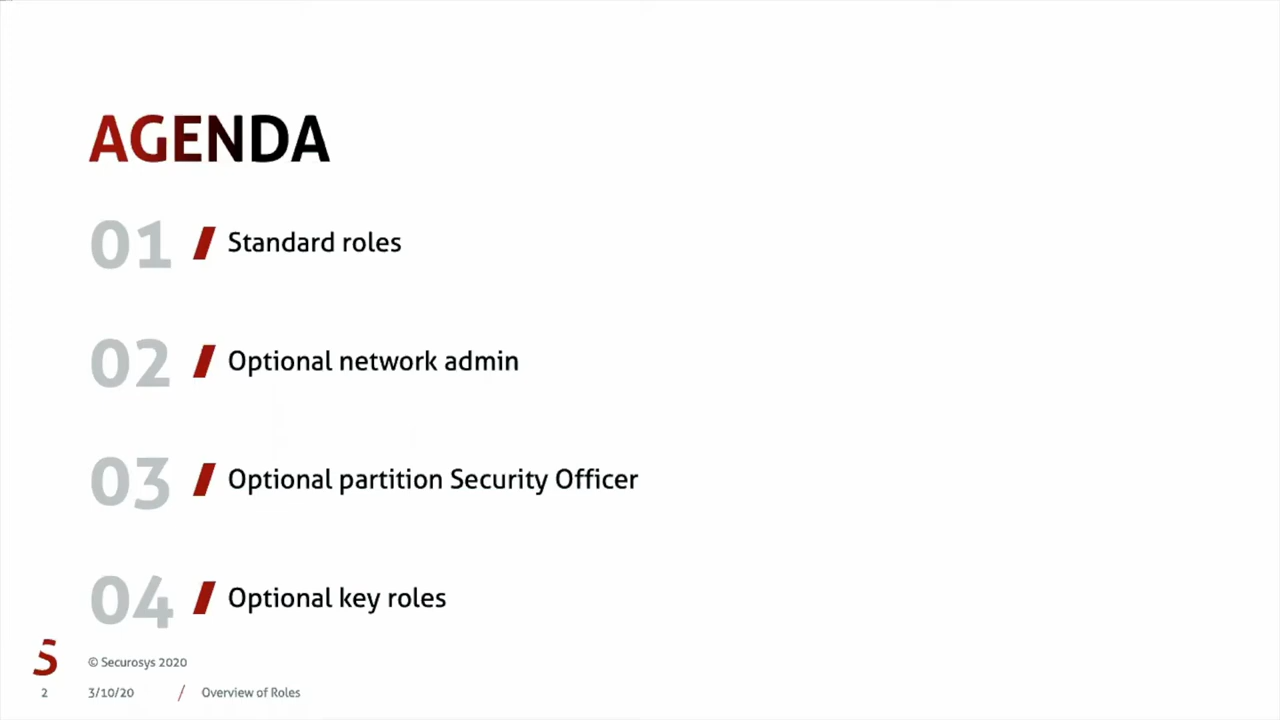 AGENDA
01 Standard roles
02 Optional network admin
03 Optional partition Security Officer
04 Optional key roles
© Securosys 2020
2 3/10/20 / Overview of Roles